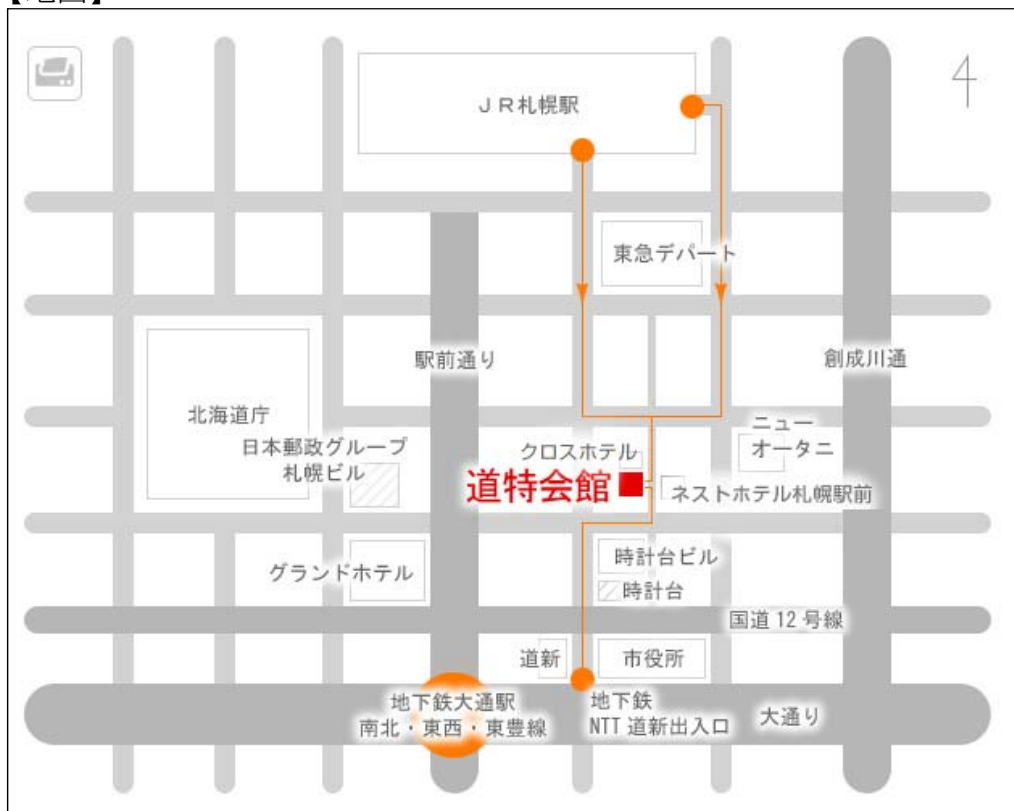 【地図】
ＪＲ札幌駅
東急デパート
駅前通り
創成川通
北海道庁
日本郵政グループ
札幌ビル
クロスホテル
ニュー
オータニ
道特会館
ネストホテル札幌駅前
グランドホテル
時計台ビル
時計台
国道12号線
道新
市役所
地下鉄大通駅
南北・東西・東豊線
地下鉄
NTT道新出入口
大通り